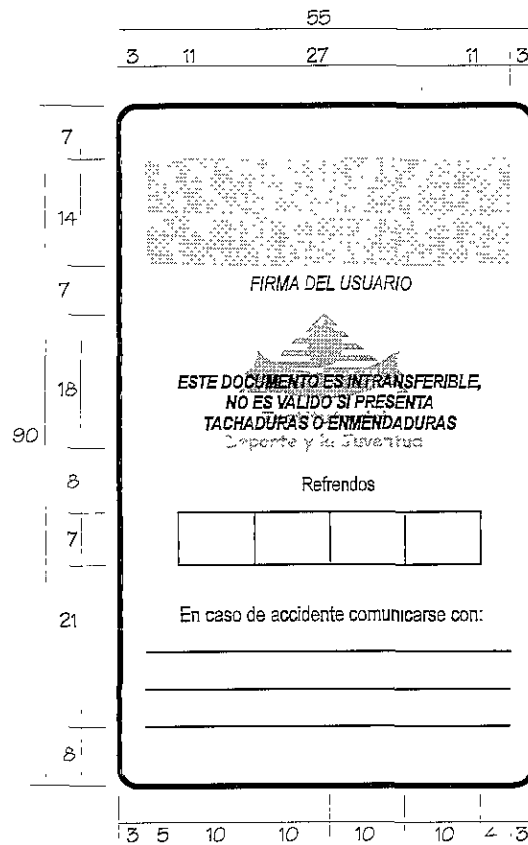 55
3 11 27 11 3
7
14
FIRMA DEL USUARIO
7
18
ESTE DOCUMENTO ES INTRANSFERIBLE,
NO ES VALIDO SI PRESENTA
TACHADURAS O ENMENDADURAS
Deporte y la Juventud
90
8
Refrendos
7
21
En caso de accidente comunicarse con:
8
3 5 10 10 10 10 4 3